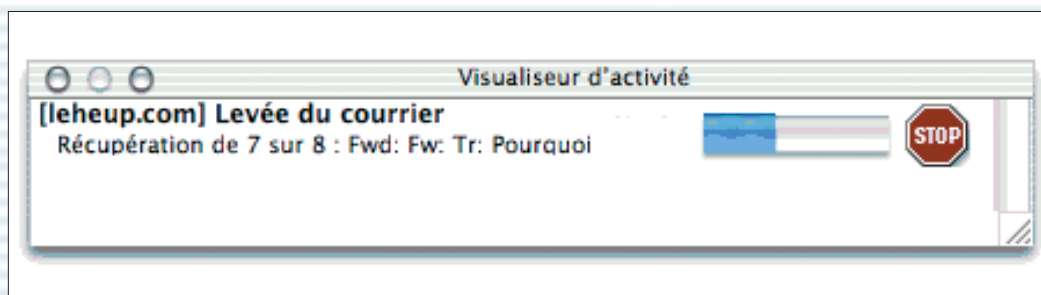 Visualiseur d'activité
[leheup.com] Levée du courrier
Récupération de 7 sur 8 : Fwd: Fw: Tr: Pourquoi
STOP